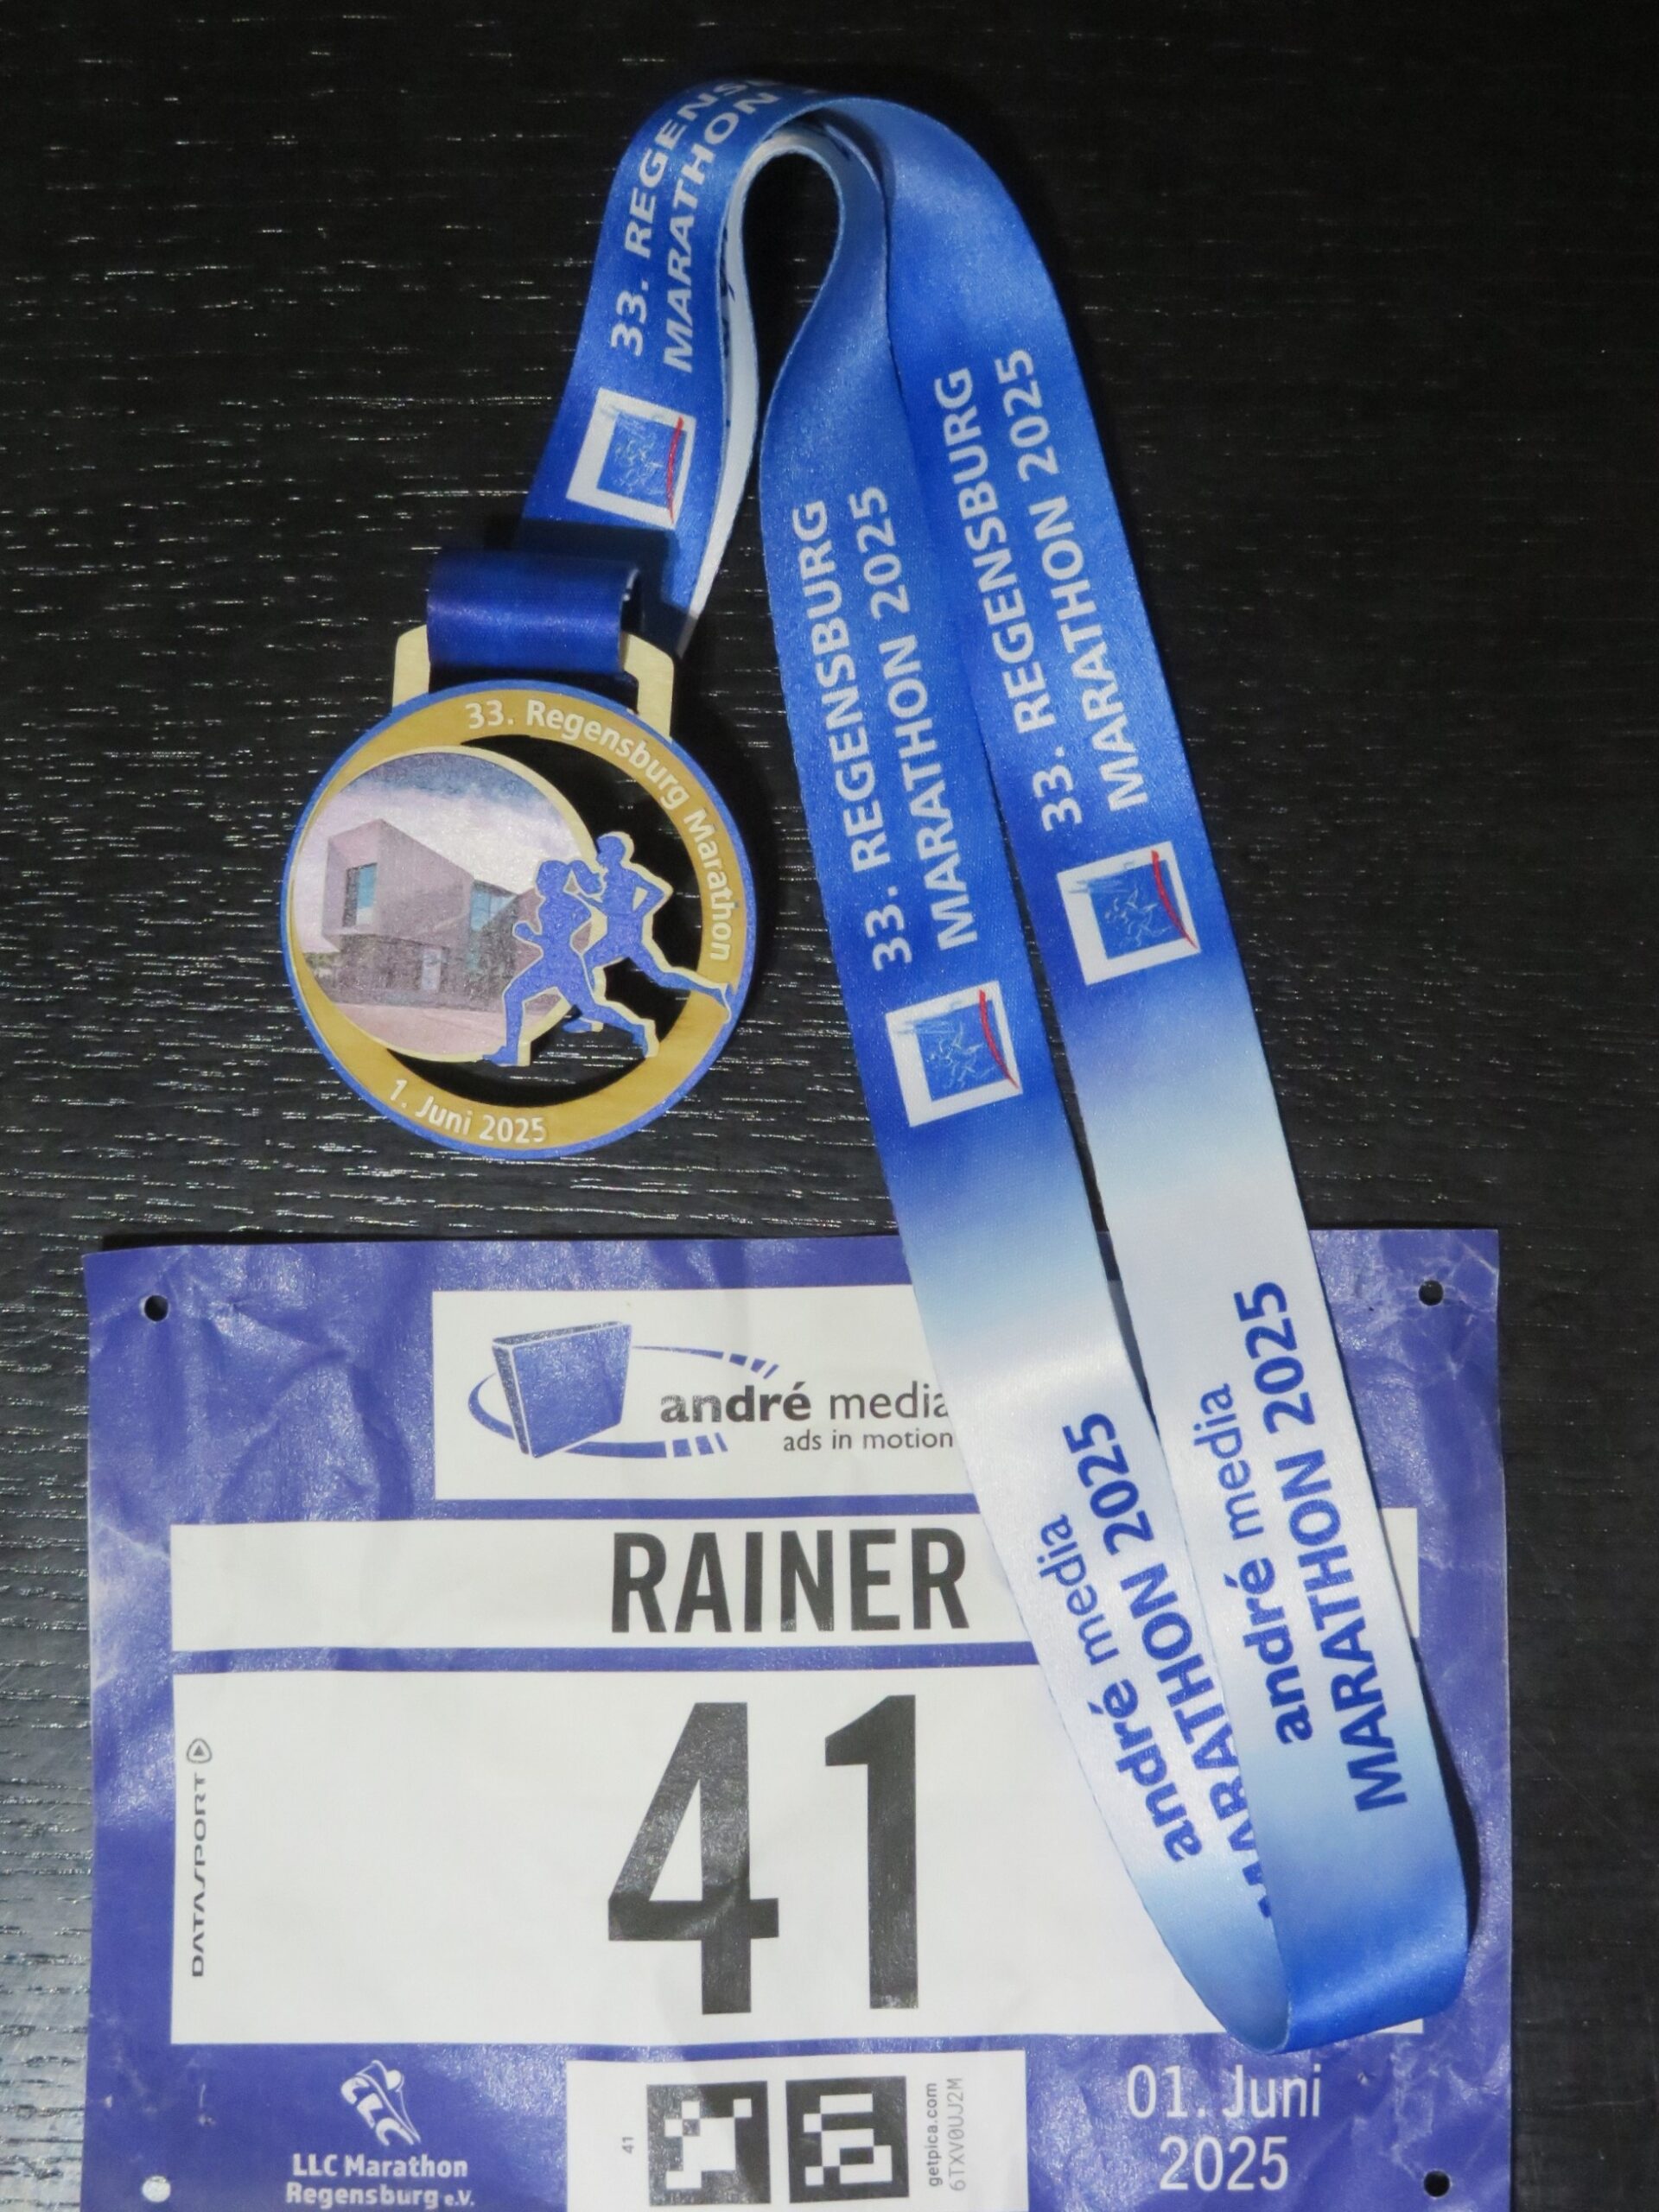 33. REGENS
MARATHON
33. REGENSBURG
MARATHON 2025
33. REGENSBURG
MARATHON 2025
33. Regensburg Marathon
1. Juni 2025
andré media
MARATHON 2025
andré media
MARATHON 2025
andré media
ads in motion
RAINER
41
DATASPORT
LLC
LLC Marathon
Regensburg e.V.
41
getpica.com
6TXV0UJ2M
01. Juni
2025